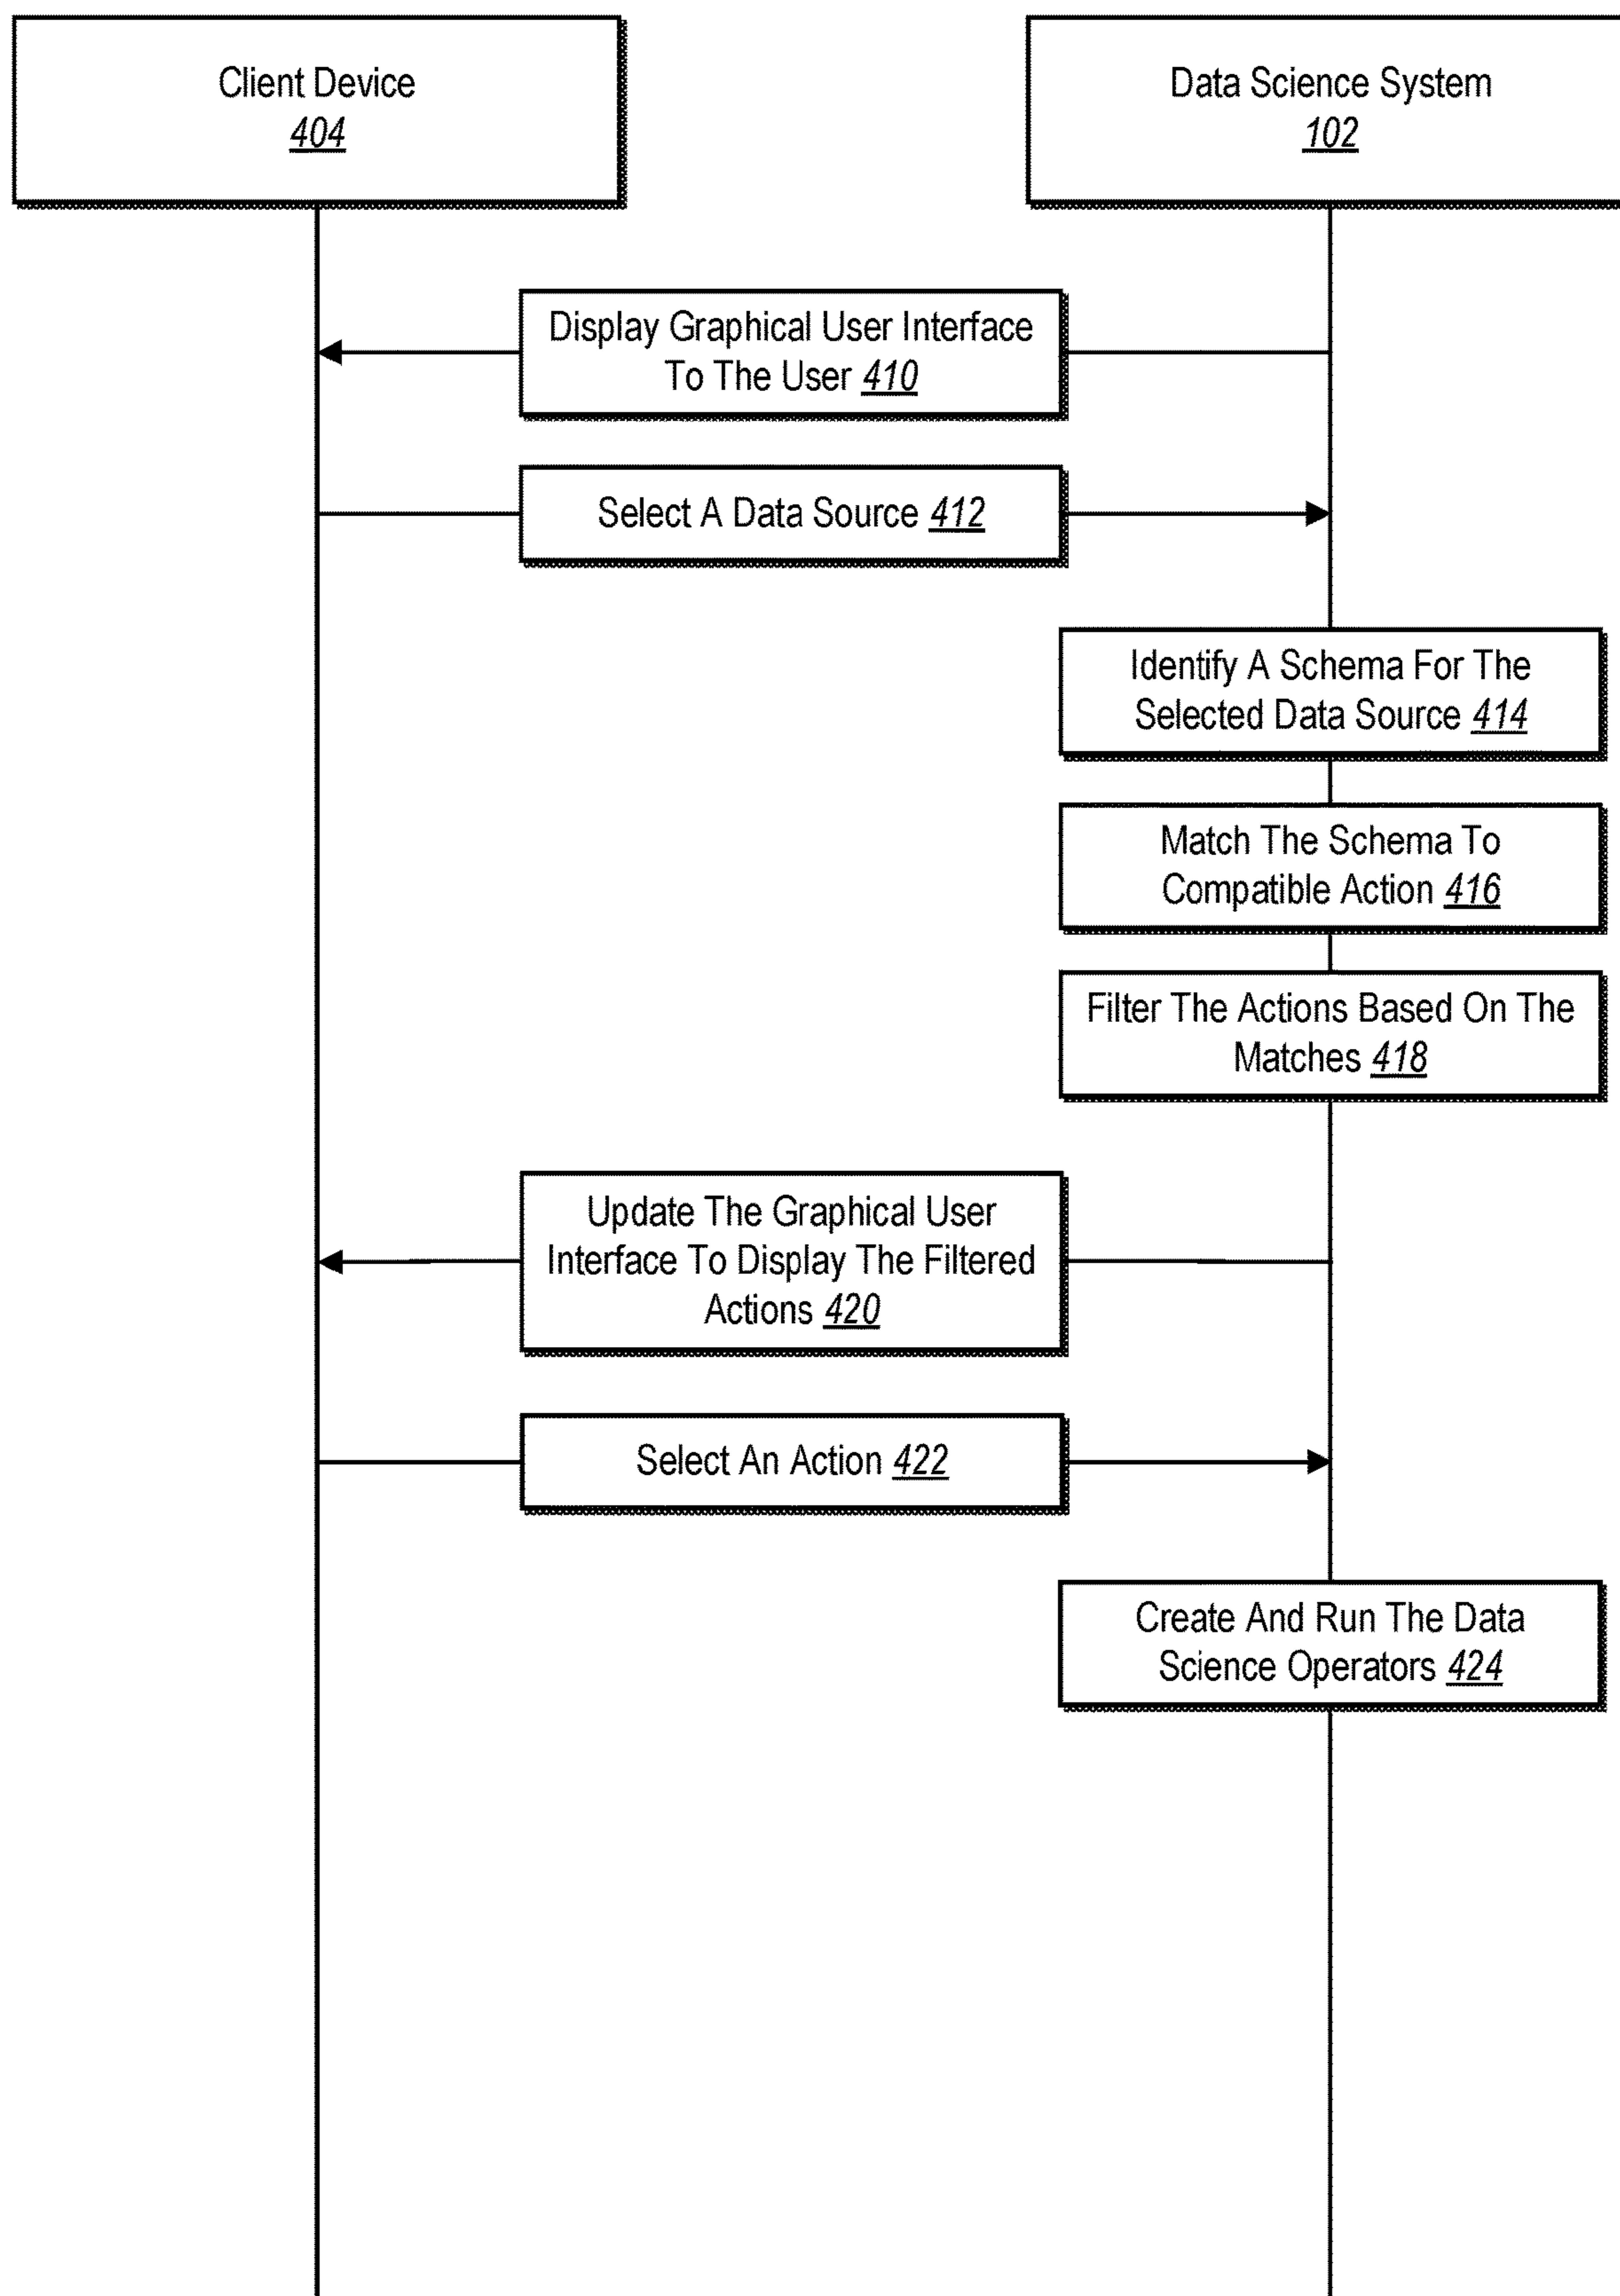 Client Device
404
Data Science System
102
Display Graphical User Interface
To The User 410
Select A Data Source 412
Identify A Schema For The
Selected Data Source 414
Match The Schema To
Compatible Action 416
Filter The Actions Based On The
Matches 418
Update The Graphical User
Interface To Display The Filtered
Actions 420
Select An Action 422
Create And Run The Data
Science Operators 424